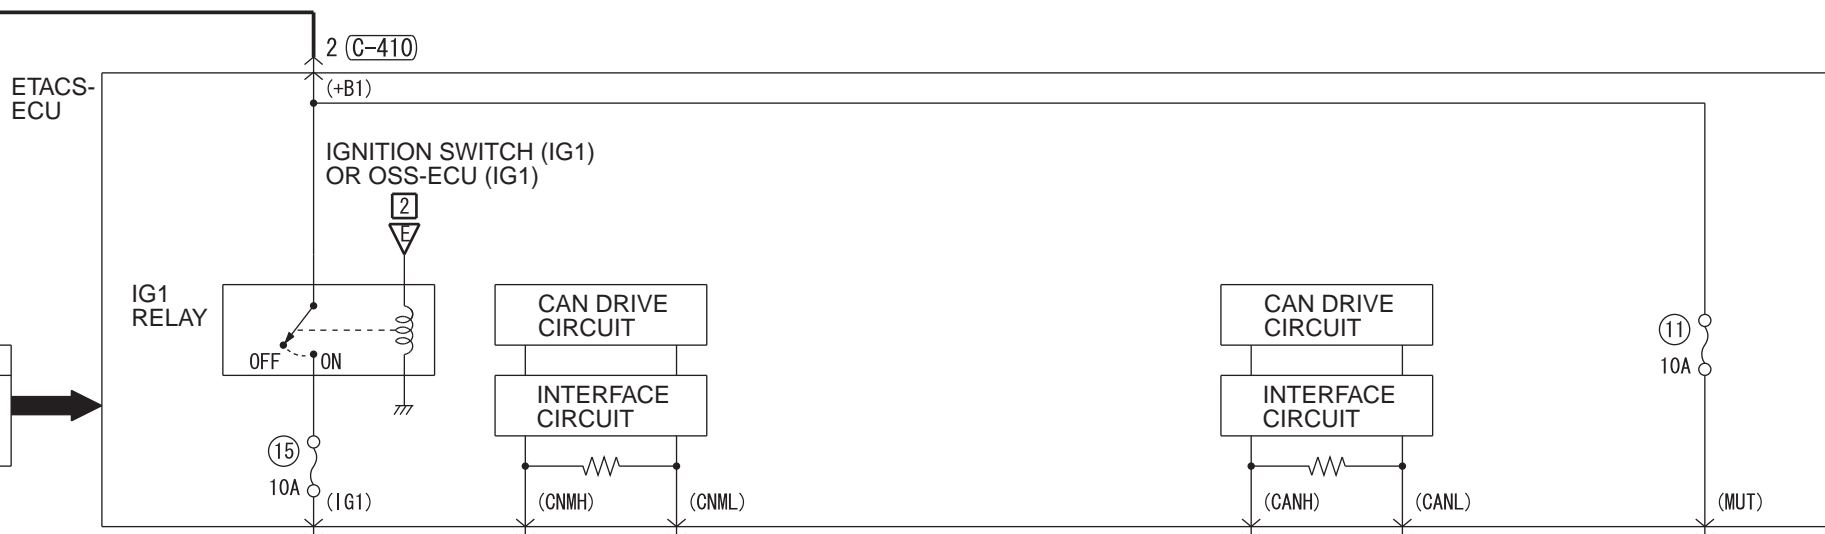 2 (C-410)
ETACS-
ECU
(+B1)
IGNITION SWITCH (IG1)
OR OSS-ECU (IG1)
2
E
IG1
RELAY
OFF
ON
CAN DRIVE
CIRCUIT
INTERFACE
CIRCUIT
CAN DRIVE
CIRCUIT
INTERFACE
CIRCUIT
11
10A
15
10A
(IG1)
(CNMH)
(CNML)
(CANH)
(CANL)
(MUT)